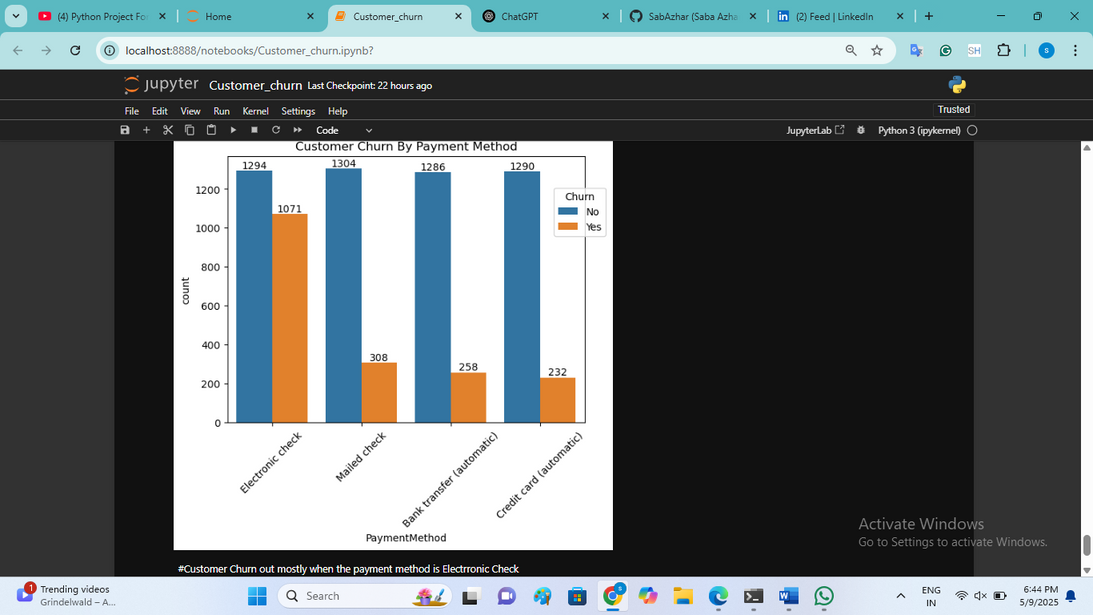 (4) Python Project For
Home
Customer_churn
ChatGPT
SabAzhar (Saba Azha
(2) Feed | LinkedIn
localhost:8888/notebooks/Customer_churn.ipynb?
SH
S
jupyter Customer_churn Last Checkpoint: 22 hours ago
File Edit View Run Kernel Settings Help
Trusted
Code
JupyterLab
Python 3 (ipykernel)
Customer Churn By Payment Method
1294
1304
1286
1290
1071
308
258
232
Churn
No
Yes
1200
1000
800
600
400
200
0
count
Electronic check
Mailed check
Bank transfer (automatic)
Credit card (automatic)
PaymentMethod
#Customer Churn out mostly when the payment method is Electrronic Check
Activate Windows
Go to Settings to activate Windows.
1
Trending videos
Grindelwald – A...
Search
S
ENG
IN
6:44 PM
5/9/2025